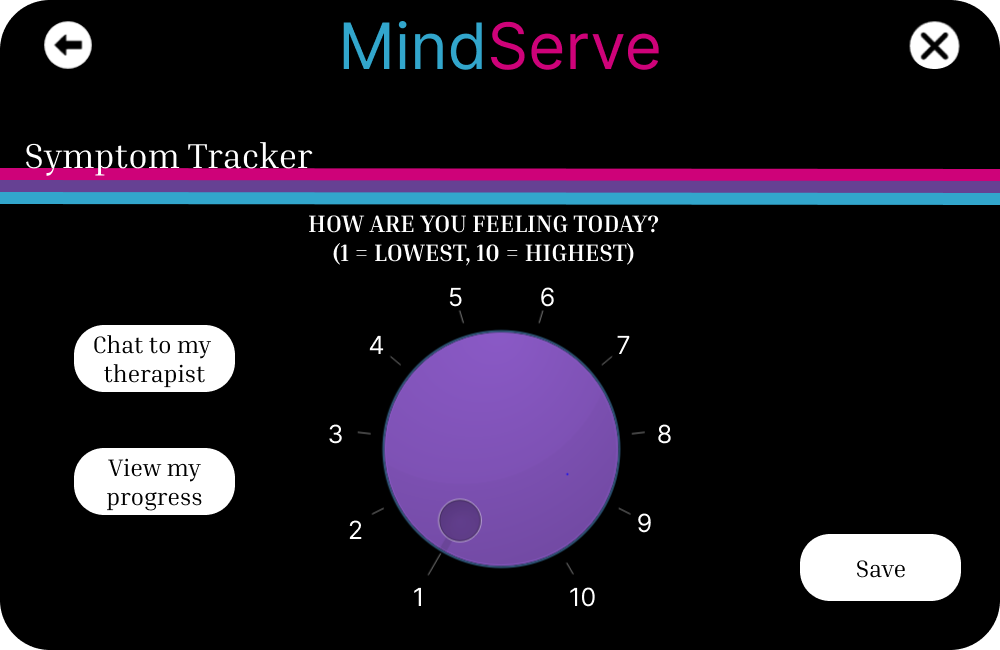 MindServe
Symptom Tracker
HOW ARE YOU FEELING TODAY?
(1 = LOWEST, 10 = HIGHEST)
5 6
4 7
3 8
2 9
1 10
Chat to my
therapist
View my
progress
Save